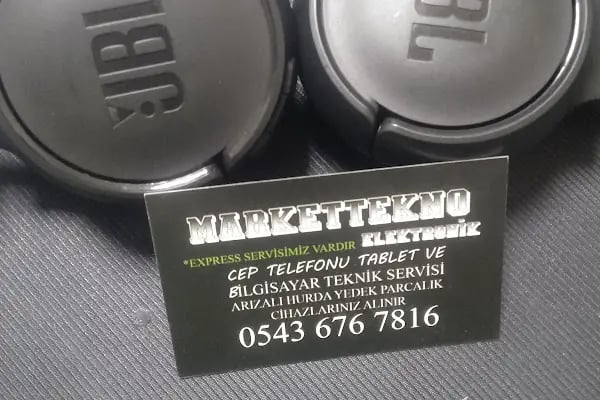 JBL
JBL
MARKETTEKNO
ELEKTRONİK
*EXPRESS SERVİSİMİZ VARDIR
CEP TELEFONU TABLET VE
BİLGİSAYAR TEKNİK SERVİSİ
ARIZALI HURDA YEDEK PARCALIK
CİHAZLARINIZ ALINIR
0543 676 7816